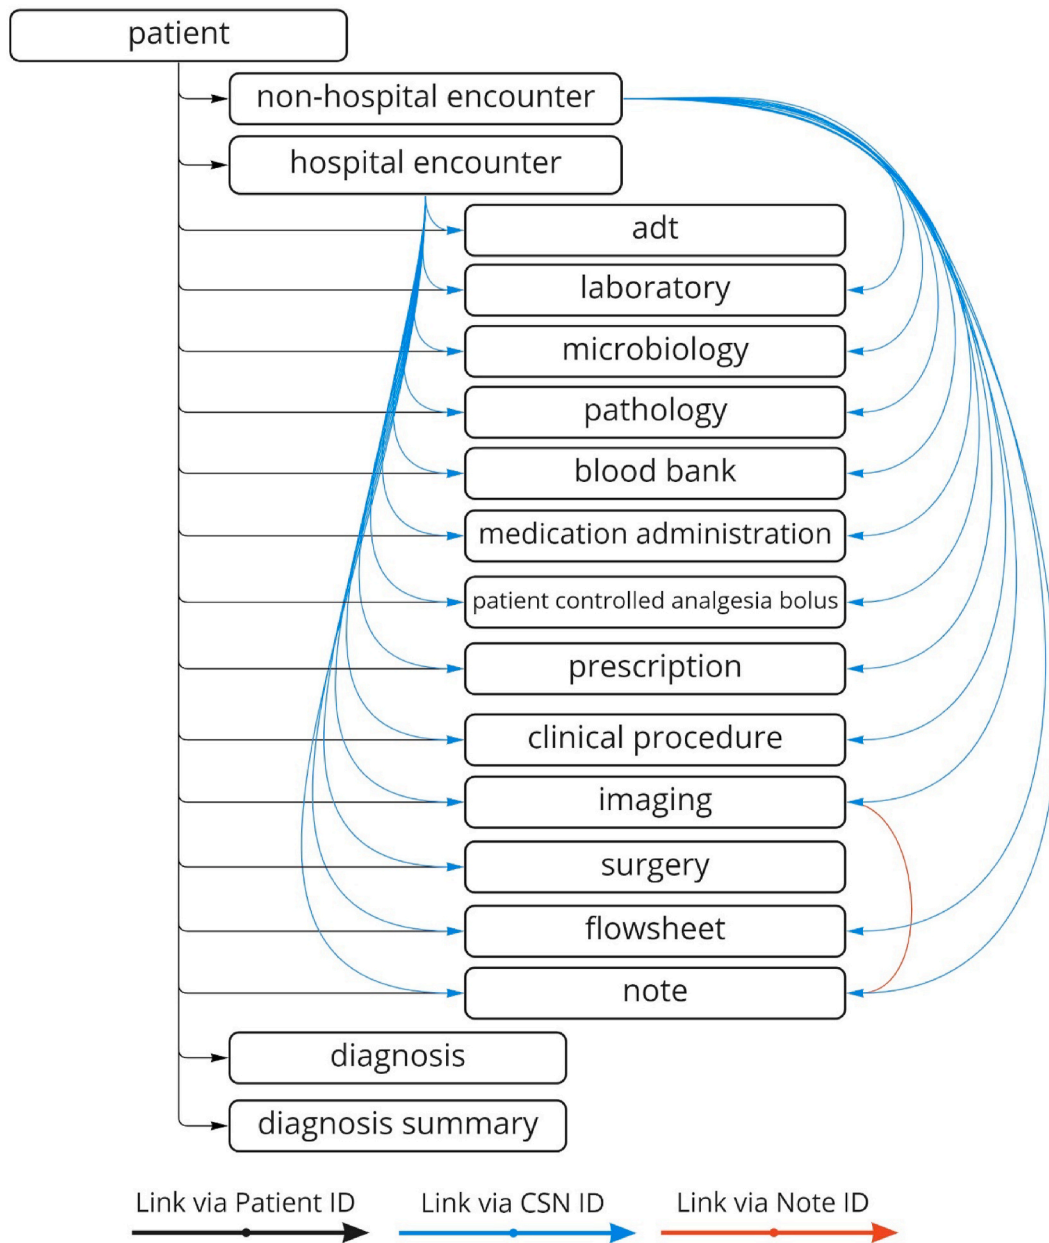 patient
non-hospital encounter
hospital encounter
adt
laboratory
microbiology
pathology
blood bank
medication administration
patient controlled analgesia bolus
prescription
clinical procedure
imaging
surgery
flowsheet
note
diagnosis
diagnosis summary
Link via Patient ID
Link via CSN ID
Link via Note ID